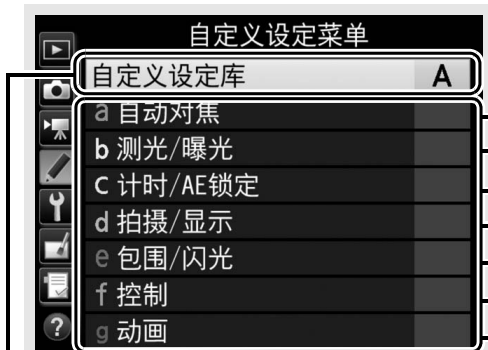 自定义设定菜单
自定义设定库 A
a 自动对焦
b 测光/曝光
c 计时/AE锁定
d 拍摄/显示
e 包围/闪光
f 控制
g 动画
?